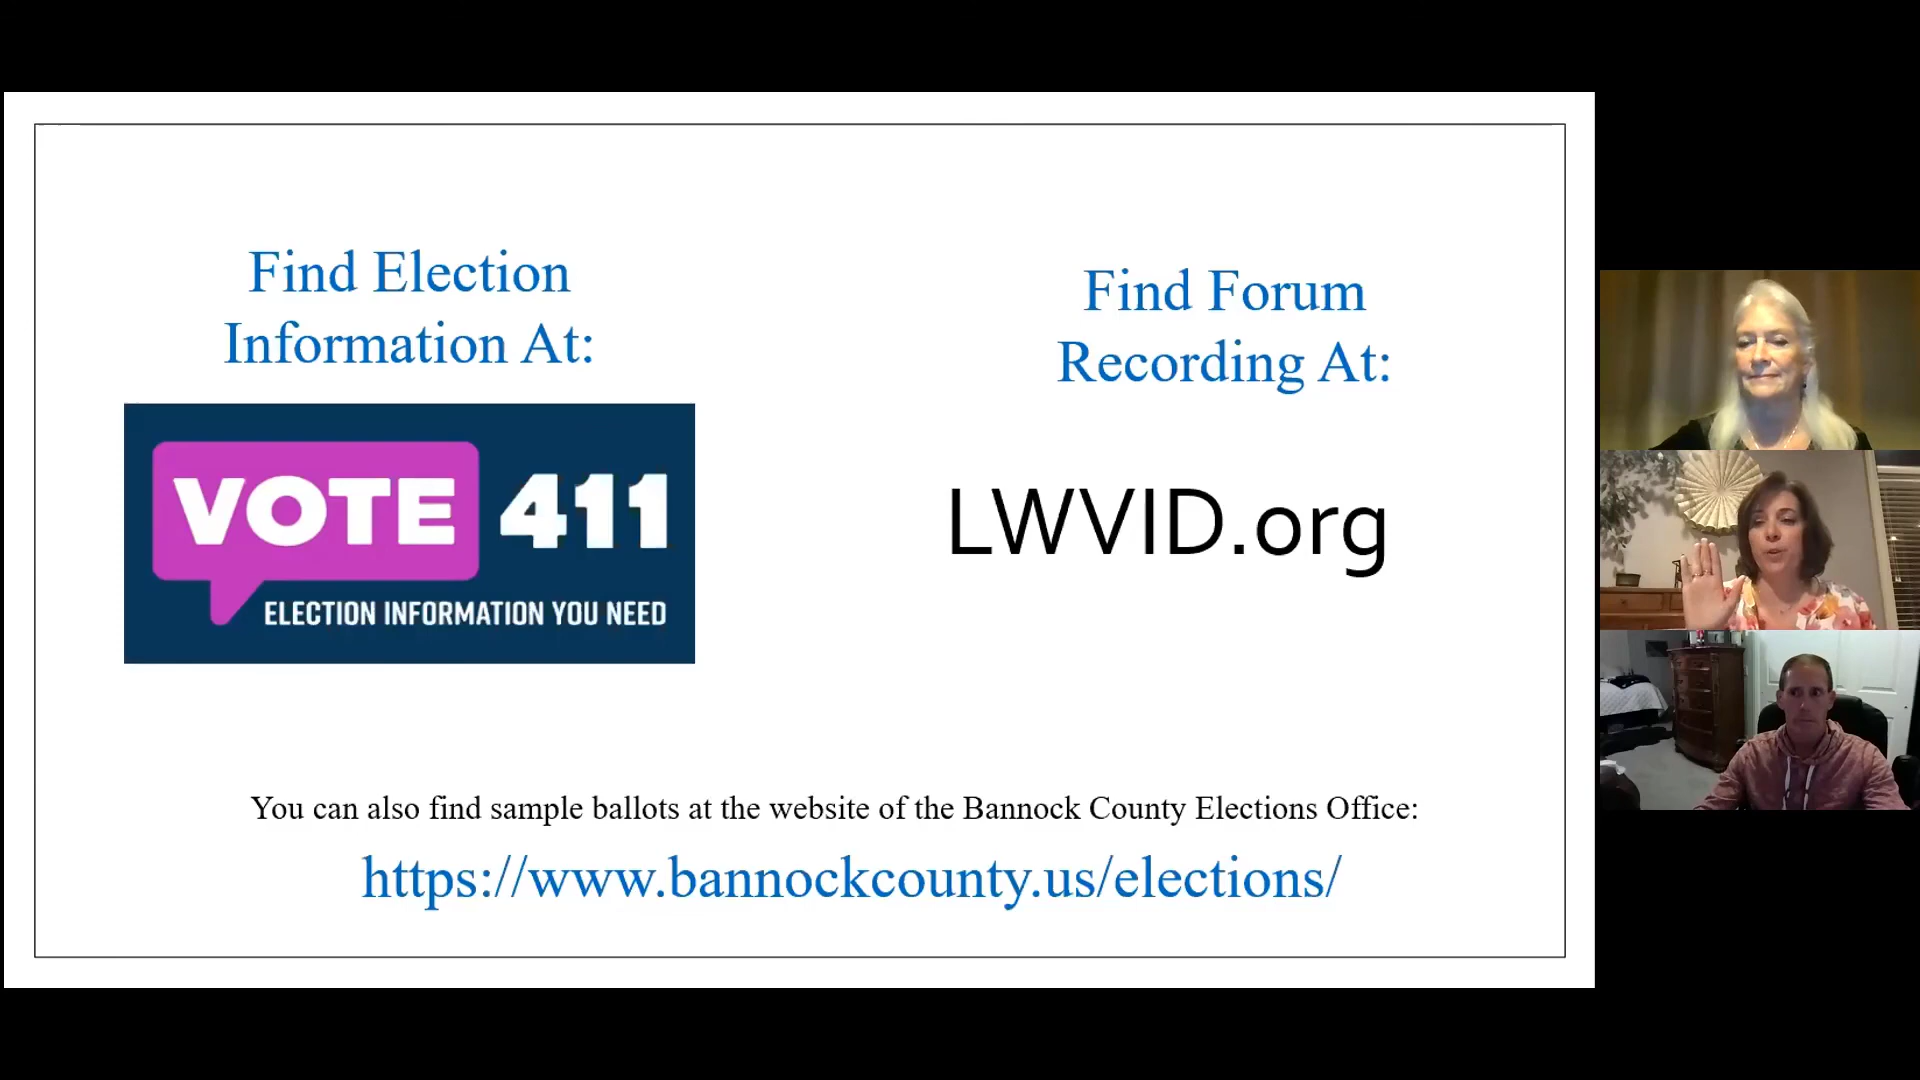 Find Election
Information At:
VOTE 411
ELECTION INFORMATION YOU NEED
Find Forum
Recording At:
LWVID.org
You can also find sample ballots at the website of the Bannock County Elections Office:
https://www.bannockcounty.us/elections/